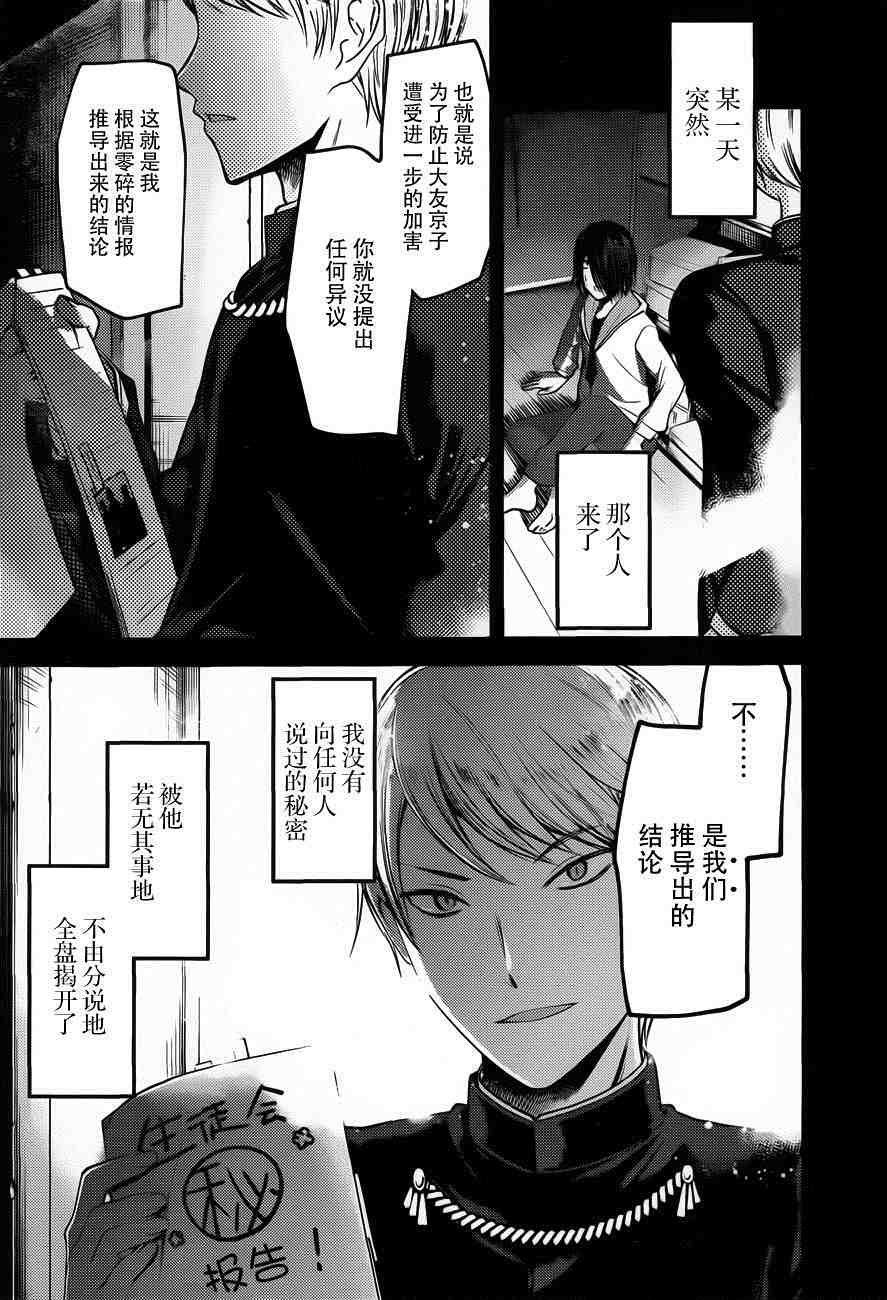 某一天
突然
那个人
来了
也就是说
为了防止大友京子
遭受进一步的加害
你就没提出
任何异议
这就是我
根据零碎的情报
推导出来的结论
不……
是我们
推导出的
结论
我没有
向任何人
说过的秘密
被他
若无其事地
不由分说地
全盘揭开了
生徒会
秘
报告！